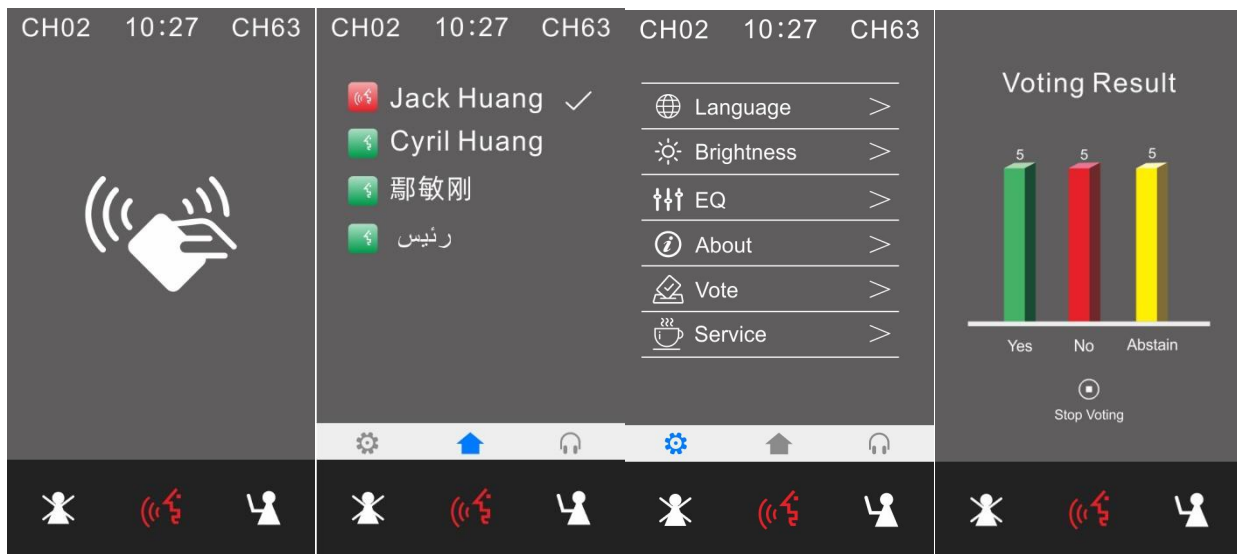 CH02 10:27 CH63
CH02 10:27 CH63
Jack Huang
Cyril Huang
鄢敏刚
رئيس
CH02 10:27 CH63
Language >
Brightness >
EQ >
About >
Vote >
Service >
Voting Result
5 5 5
Yes No Abstain
Stop Voting